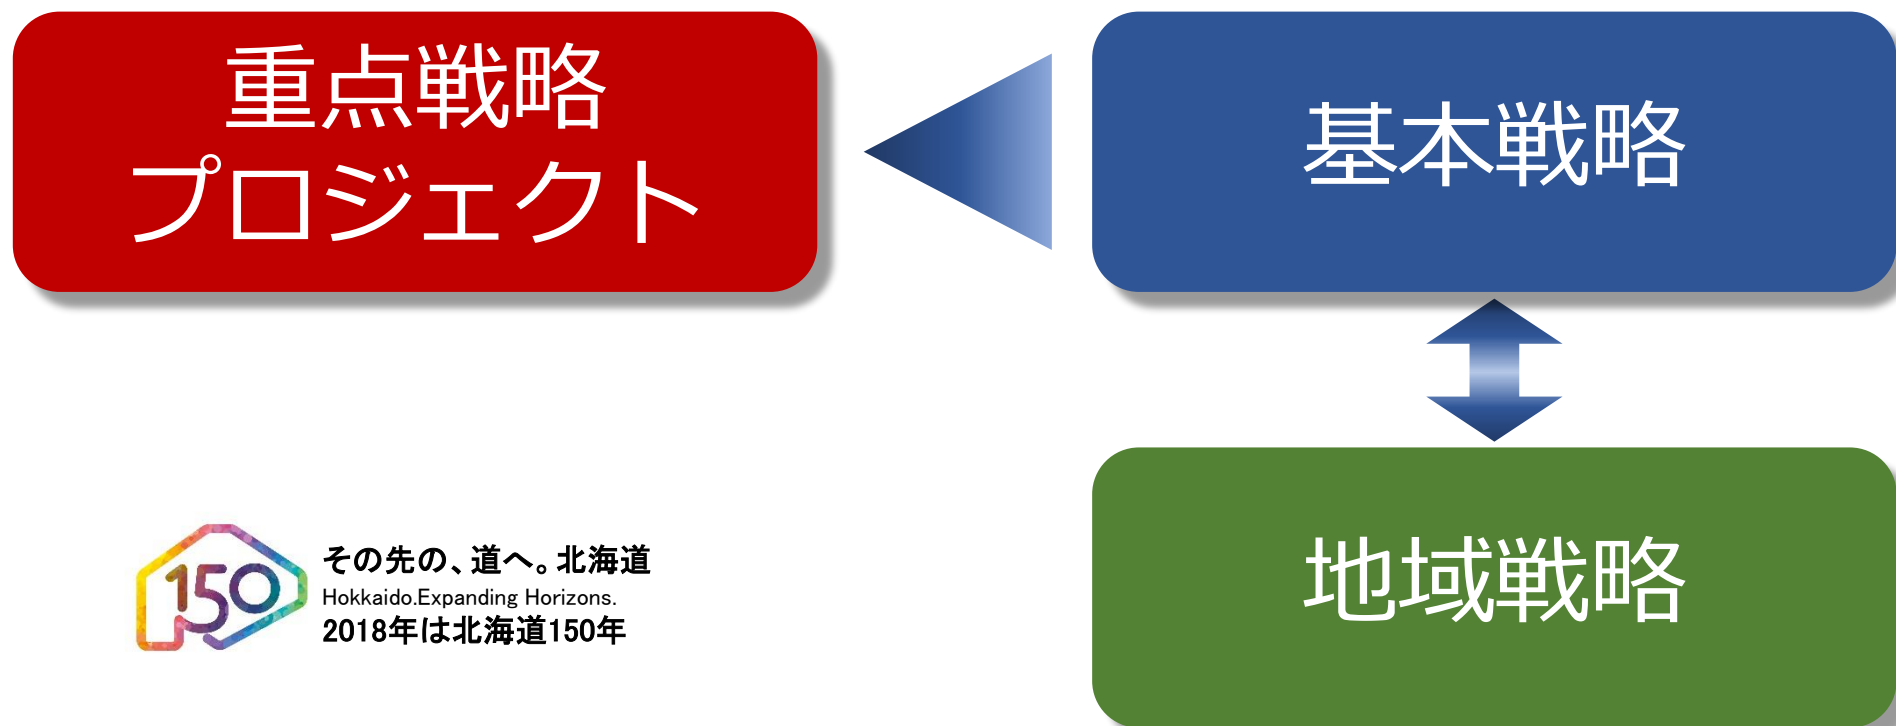 重点戦略
プロジェクト
基本戦略
地域戦略
150
その先の、道へ。北海道
Hokkaido.Expanding Horizons.
2018年は北海道150年